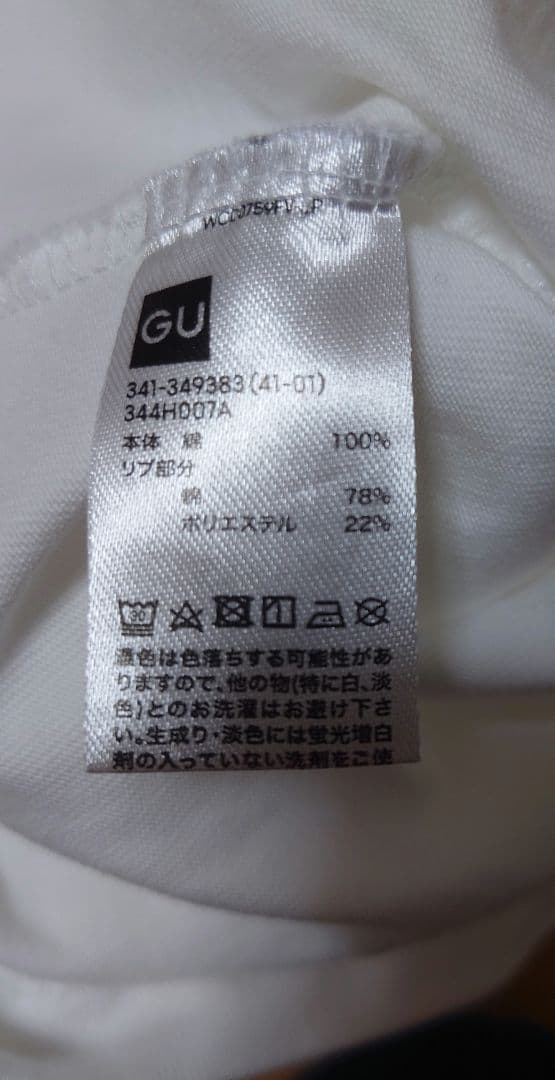 GU
341-349383(41-01)
344H007A
本体 綿 100%
リブ部分
綿 78%
ポリエステル 22%
30
濃色は色落ちする可能性があ
りますので、他の物(特に白、淡
色)とのお洗濯はお避け下さ
い。生成り・淡色には蛍光増白
剤の入っていない洗剤をご使